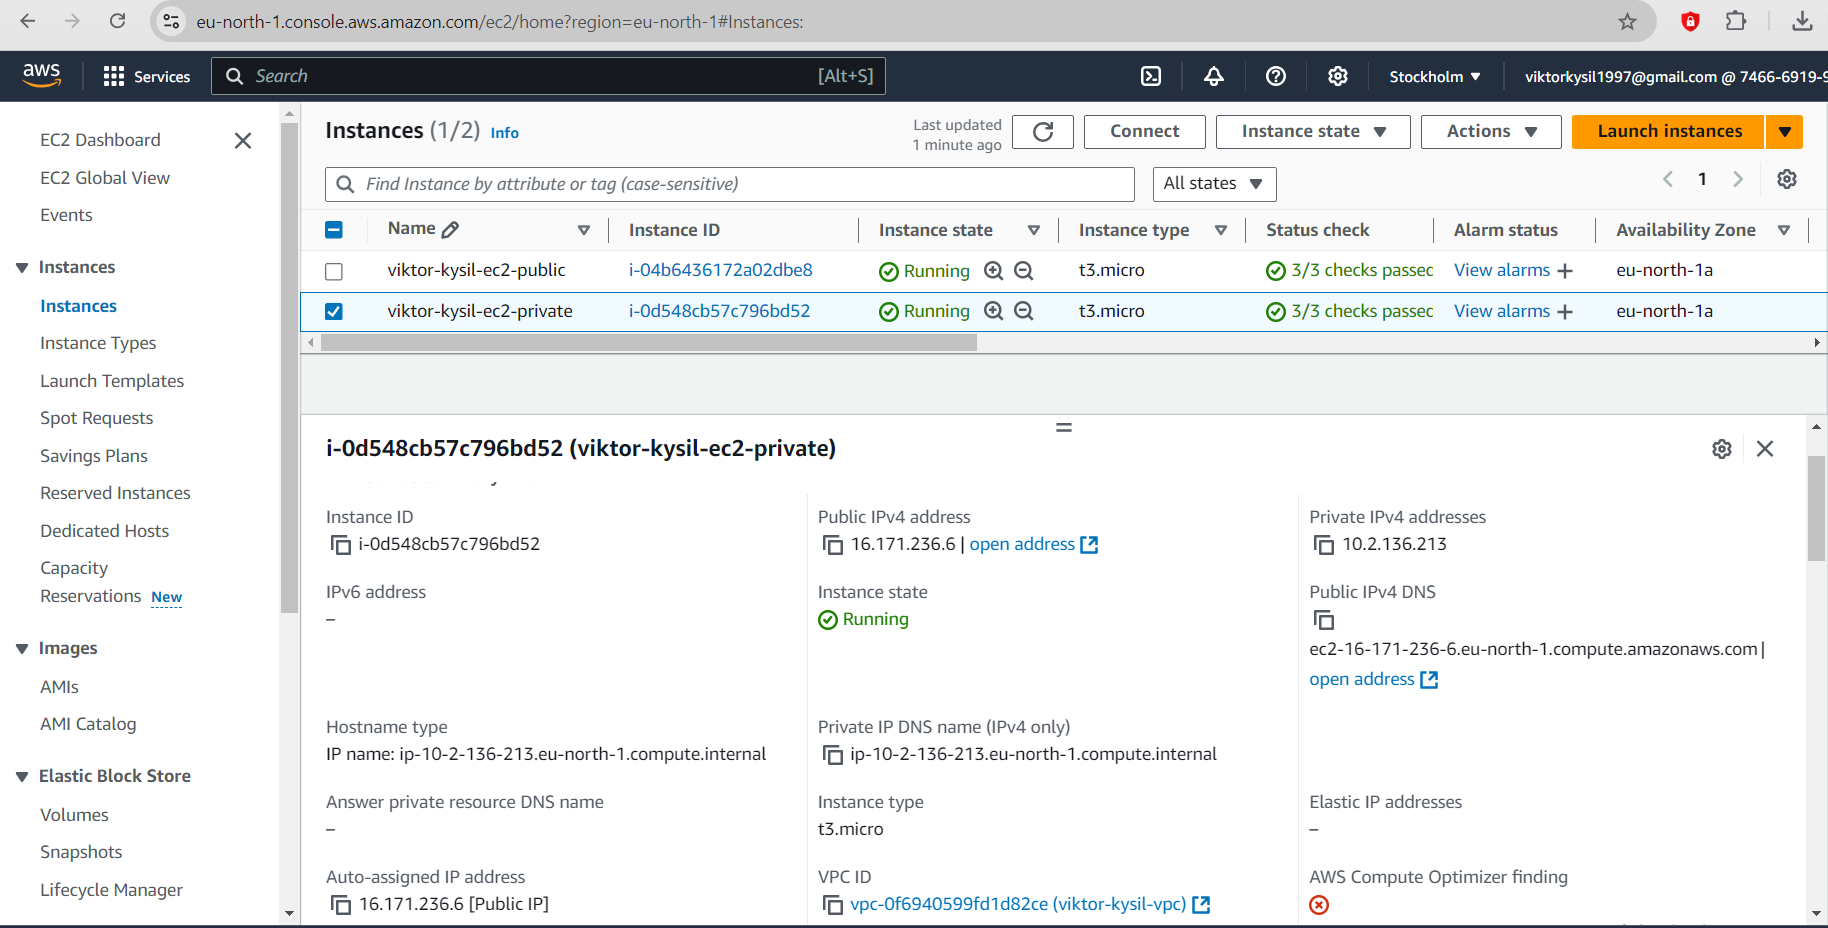 eu-north-1.console.aws.amazon.com/ec2/home?region=eu-north-1#Instances:
aws
Services
Search
[Alt+S]
Stockholm
viktorkysil1997@gmail.com @ 7466-6919-
EC2 Dashboard
EC2 Global View
Events
Instances
Instances
Instance Types
Launch Templates
Spot Requests
Savings Plans
Reserved Instances
Dedicated Hosts
Capacity
Reservations New
Images
AMIs
AMI Catalog
Elastic Block Store
Volumes
Snapshots
Lifecycle Manager
Instances (1/2) Info
Last updated
1 minute ago
Connect
Instance state
Actions
Launch instances
Find Instance by attribute or tag (case-sensitive)
All states
1
Name Instance ID Instance state Instance type Status check Alarm status Availability Zone
viktor-kysil-ec2-public i-04b6436172a02dbe8 Running t3.micro 3/3 checks passed View alarms + eu-north-1a
viktor-kysil-ec2-private i-0d548cb57c796bd52 Running t3.micro 3/3 checks passed View alarms + eu-north-1a
i-0d548cb57c796bd52 (viktor-kysil-ec2-private)
Instance ID
i-0d548cb57c796bd52
Public IPv4 address
16.171.236.6 | open address
Private IPv4 addresses
10.2.136.213
IPv6 address
–
Instance state
Running
Public IPv4 DNS
ec2-16-171-236-6.eu-north-1.compute.amazonaws.com |
open address
Hostname type
IP name: ip-10-2-136-213.eu-north-1.compute.internal
Private IP DNS name (IPv4 only)
ip-10-2-136-213.eu-north-1.compute.internal
Answer private resource DNS name
–
Instance type
t3.micro
Elastic IP addresses
–
Auto-assigned IP address
16.171.236.6 [Public IP]
VPC ID
vpc-0f6940599fd1d82ce (viktor-kysil-vpc)
AWS Compute Optimizer finding